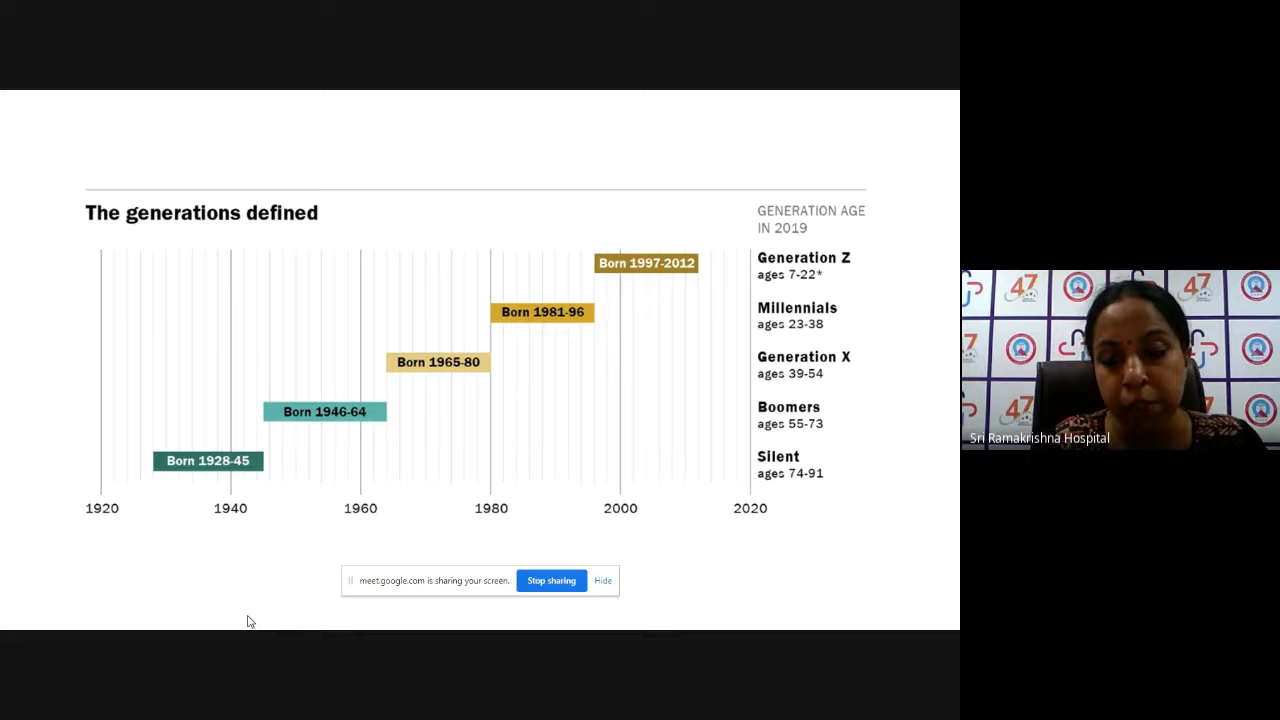 The generations defined
GENERATION AGE
IN 2019
Born 1997-2012
Generation Z
ages 7-22*
Born 1981-96
Millennials
ages 23-38
Born 1965-80
Generation X
ages 39-54
Born 1946-64
Boomers
ages 55-73
Born 1928-45
Silent
ages 74-91
1920 1940 1960 1980 2000 2020
meet.google.com is sharing your screen. Stop sharing Hide
47
47
Sri Ramakrishna Hospital